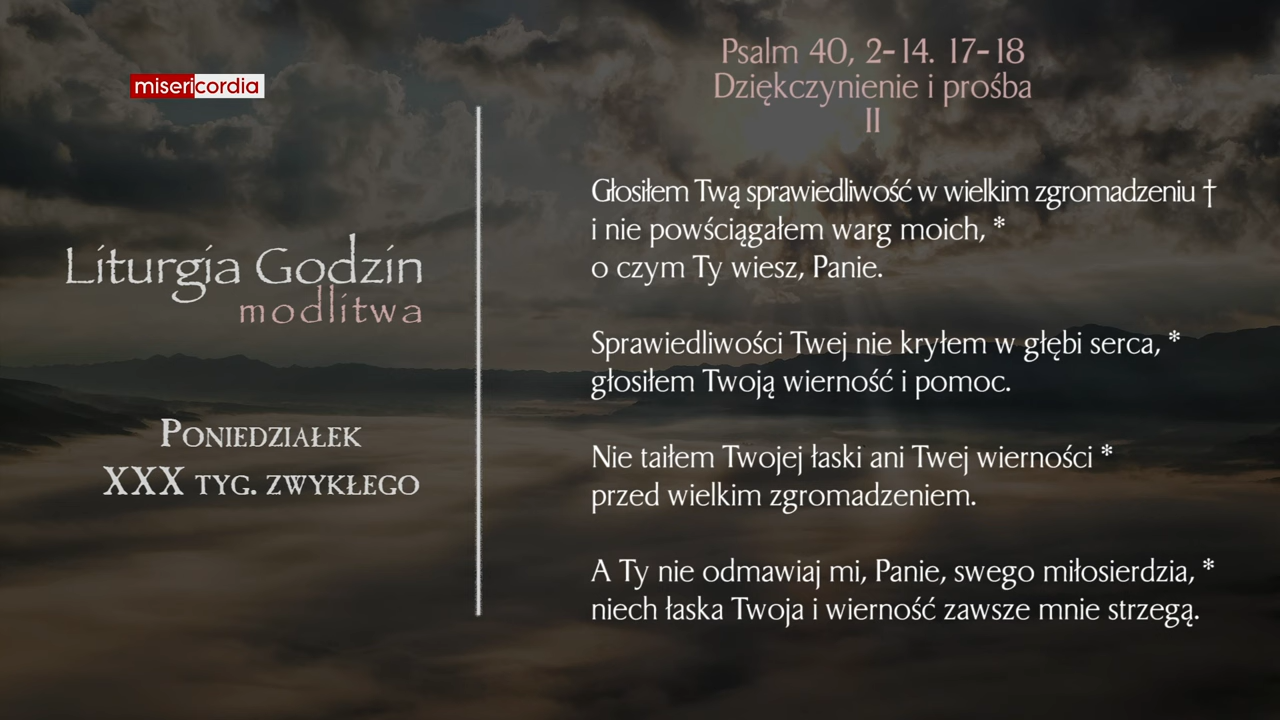 misericordia
Liturgia Godzin
modlitwa
Poniedziałek
XXX tyg. zwykłego
Psalm 40, 2-14. 17-18
Dziękczynienie i prośba
II
Głosiłem Twą sprawiedliwość w wielkim zgromadzeniu †
i nie powściągałem warg moich, *
o czym Ty wiesz, Panie.
Sprawiedliwości Twej nie kryłem w głębi serca, *
głosiłem Twoją wierność i pomoc.
Nie taiłem Twojej łaski ani Twej wierności *
przed wielkim zgromadzeniem.
A Ty nie odmawiaj mi, Panie, swego miłosierdzia, *
niech łaska Twoja i wierność zawsze mnie strzegą.